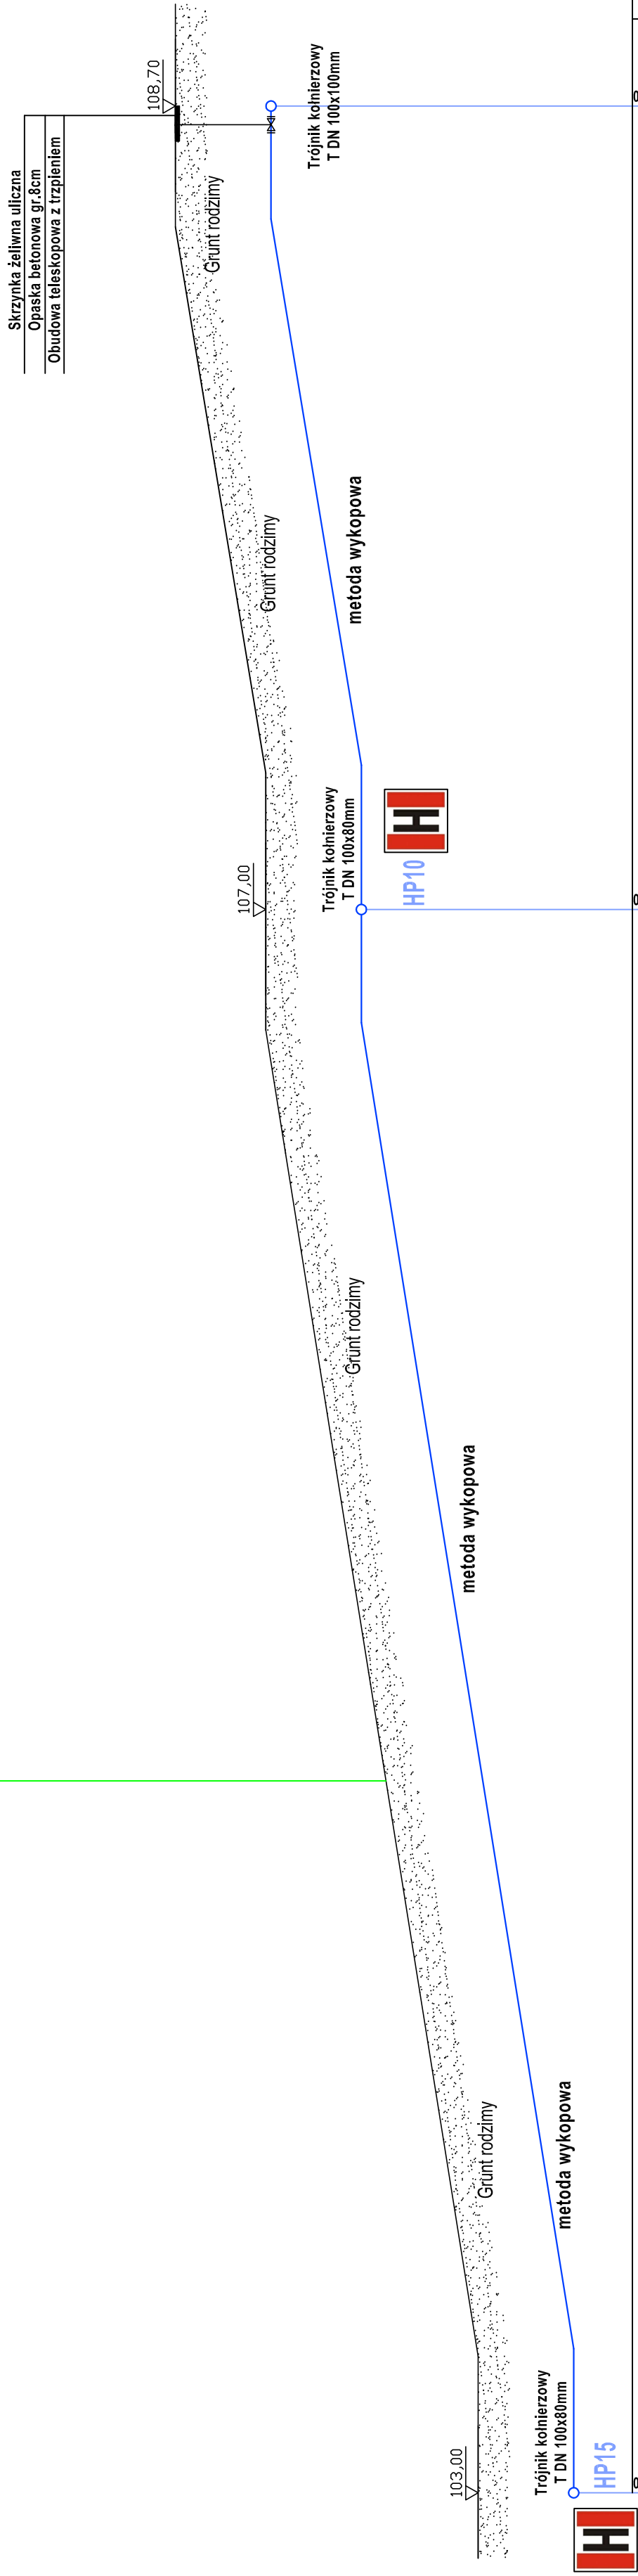 Skrzynka żeliwna uliczna
Opaska betonowa gr.8cm
Obudowa teleskopowa z trzpieniem
108,70
Trójnik kołnierzowy
T DN 100x100mm
Grunt rodzimy
Grunt rodzimy
metoda wykopowa
107,00
Trójnik kołnierzowy
T DN 100x80mm
HP10
H
Grunt rodzimy
metoda wykopowa
Grunt rodzimy
metoda wykopowa
103,00
Trójnik kołnierzowy
T DN 100x80mm
HP15
H